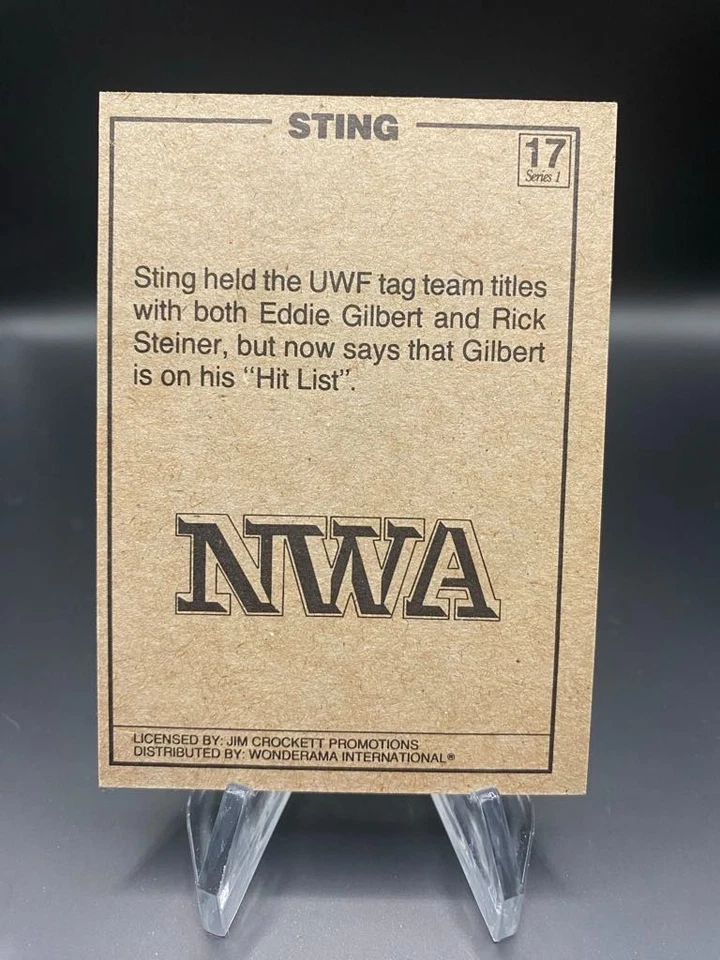 STING
17
Series 1
Sting held the UWF tag team titles
with both Eddie Gilbert and Rick
Steiner, but now says that Gilbert
is on his "Hit List".
NWA
LICENSED BY: JIM CROCKETT PROMOTIONS
DISTRIBUTED BY: WONDERAMA INTERNATIONAL®